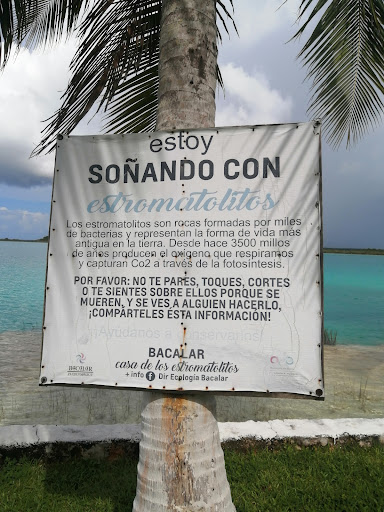 estoy
SOÑANDO CON
estromatolitos
Los estromatolitos son rocas formadas por miles
de bacterias y representan la forma de vida más
antigua en la tierra. Desde hace 3500 millos
de años producen el oxígeno que respiramos
y capturan Co2 a través de la fotosíntesis.
POR FAVOR: NO TE PARES, TOQUES, CORTES
O TE SIENTES SOBRE ELLOS PORQUE SE
MUEREN, Y SE VES A ALGUIEN HACERLO,
¡COMPÁRTELES ESTA INFORMACIÓN!
¡Ayúdanos a conservarlos!
BACALAR
casa de los estromatolitos
+ info Dir Ecología Bacalar
BACALAR